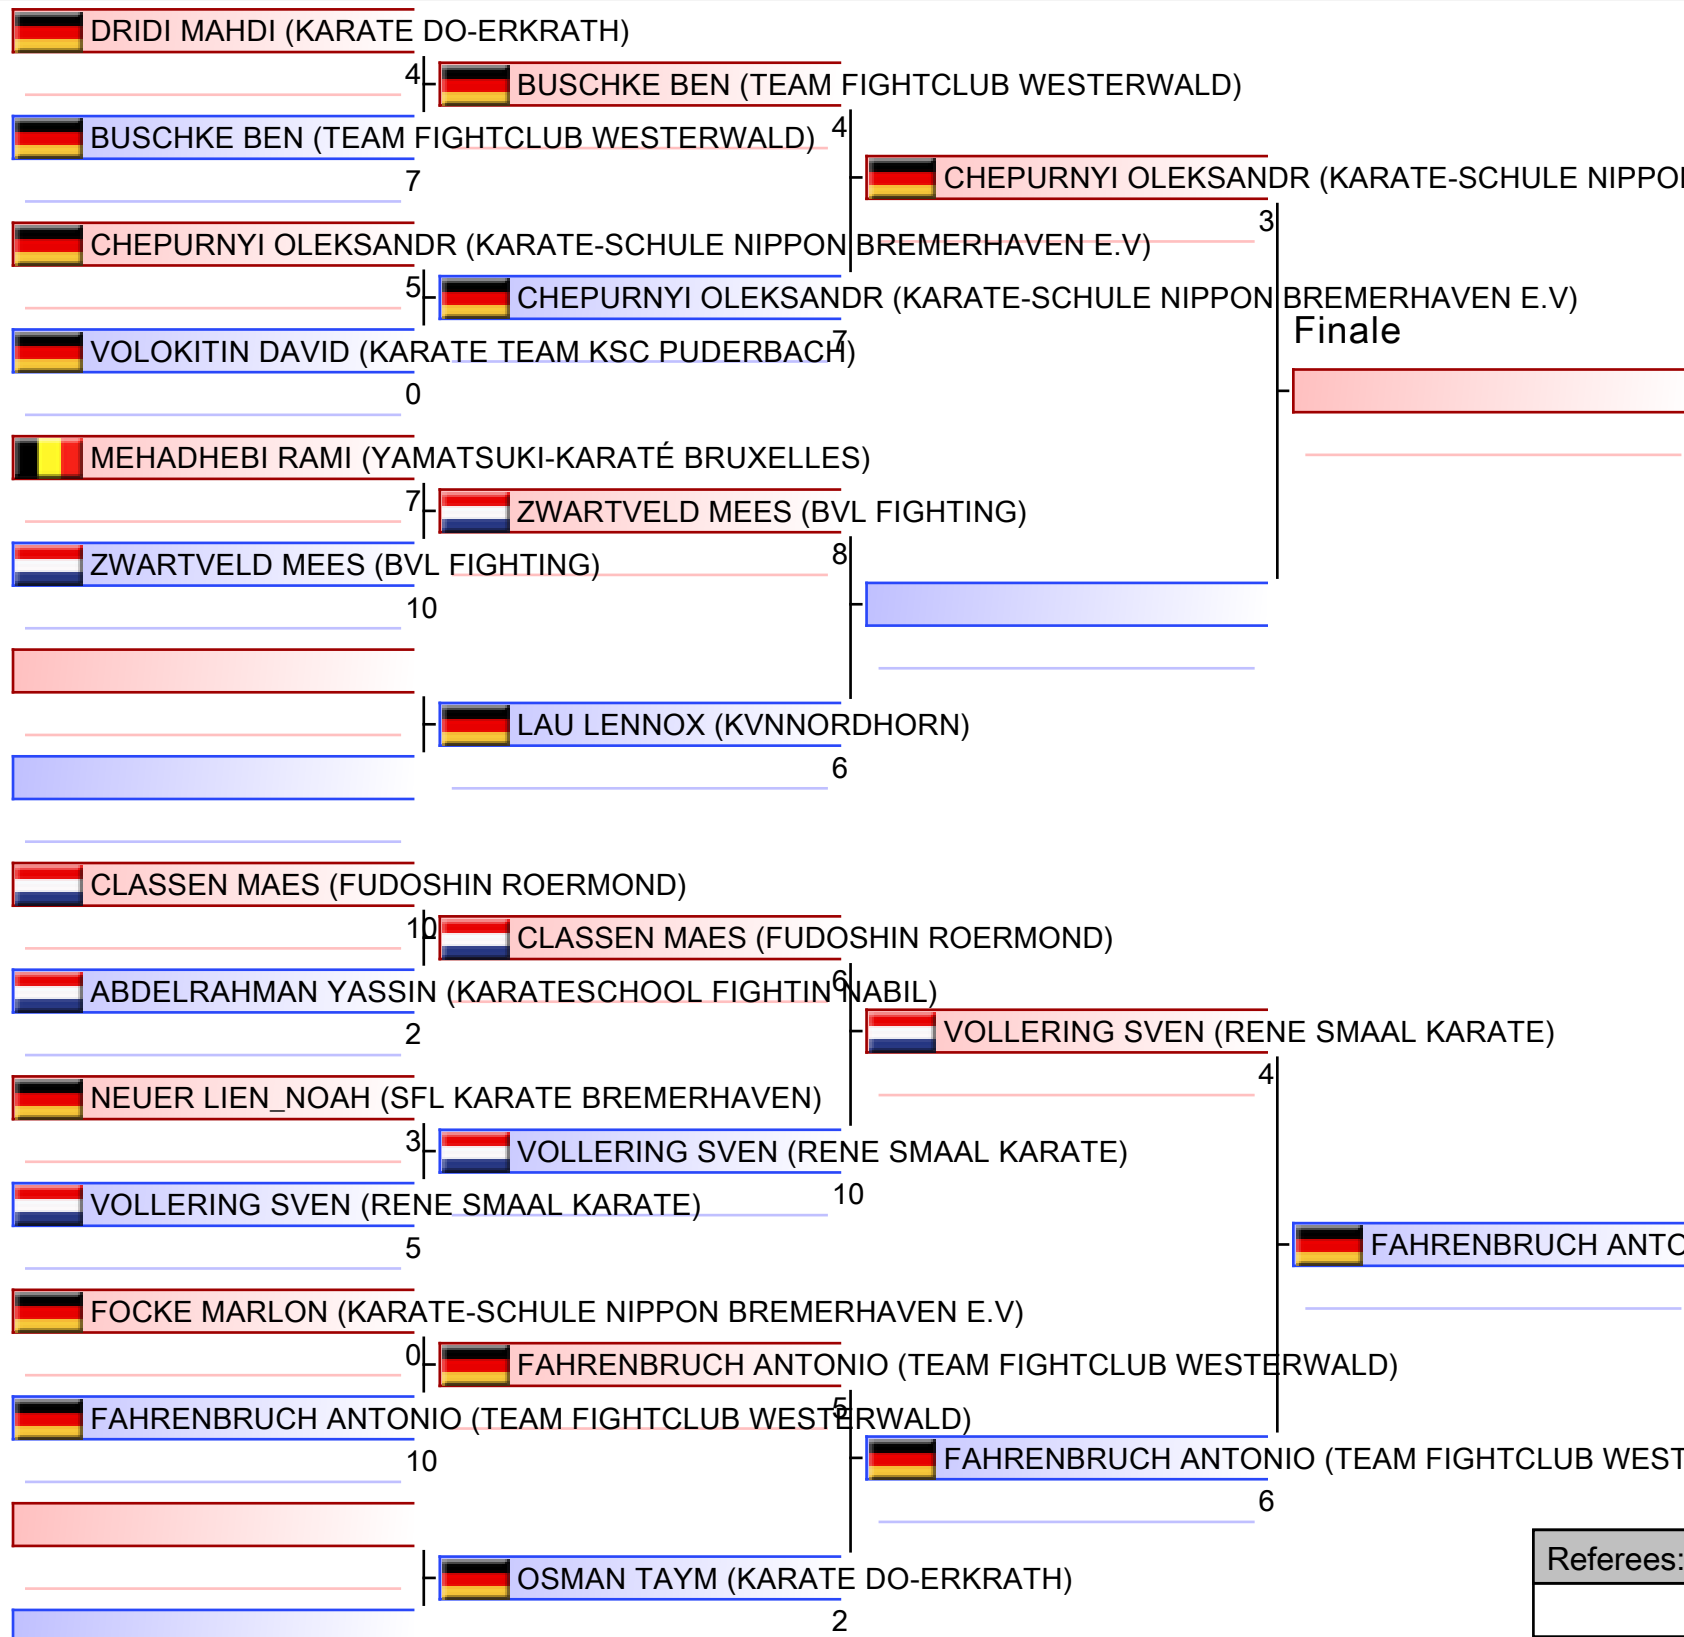 DRIDI MAHDI (KARATE DO-ERKRATH)
4
BUSCHKE BEN (TEAM FIGHTCLUB WESTERWALD)
BUSCHKE BEN (TEAM FIGHTCLUB WESTERWALD)
4
7
CHEPURNYI OLEKSANDR (KARATE-SCHULE NIPPON
3
CHEPURNYI OLEKSANDR (KARATE-SCHULE NIPPON BREMERHAVEN E.V)
5
CHEPURNYI OLEKSANDR (KARATE-SCHULE NIPPON BREMERHAVEN E.V)
7
Finale
VOLOKITIN DAVID (KARATE TEAM KSC PUDERBACH)
0
MEHADHEBI RAMI (YAMATSUKI-KARATÉ BRUXELLES)
7
ZWARTVELD MEES (BVL FIGHTING)
8
ZWARTVELD MEES (BVL FIGHTING)
10
LAU LENNOX (KVNNORDHORN)
6
CLASSEN MAES (FUDOSHIN ROERMOND)
10
CLASSEN MAES (FUDOSHIN ROERMOND)
6
ABDELRAHMAN YASSIN (KARATESCHOOL FIGHTIN NABIL)
2
VOLLERING SVEN (RENE SMAAL KARATE)
4
NEUER LIEN_NOAH (SFL KARATE BREMERHAVEN)
3
VOLLERING SVEN (RENE SMAAL KARATE)
10
VOLLERING SVEN (RENE SMAAL KARATE)
5
FAHRENBRUCH ANTO
FOCKE MARLON (KARATE-SCHULE NIPPON BREMERHAVEN E.V)
0
FAHRENBRUCH ANTONIO (TEAM FIGHTCLUB WESTERWALD)
5
FAHRENBRUCH ANTONIO (TEAM FIGHTCLUB WESTERWALD)
10
FAHRENBRUCH ANTONIO (TEAM FIGHTCLUB WEST
6
Referees:
OSMAN TAYM (KARATE DO-ERKRATH)
2